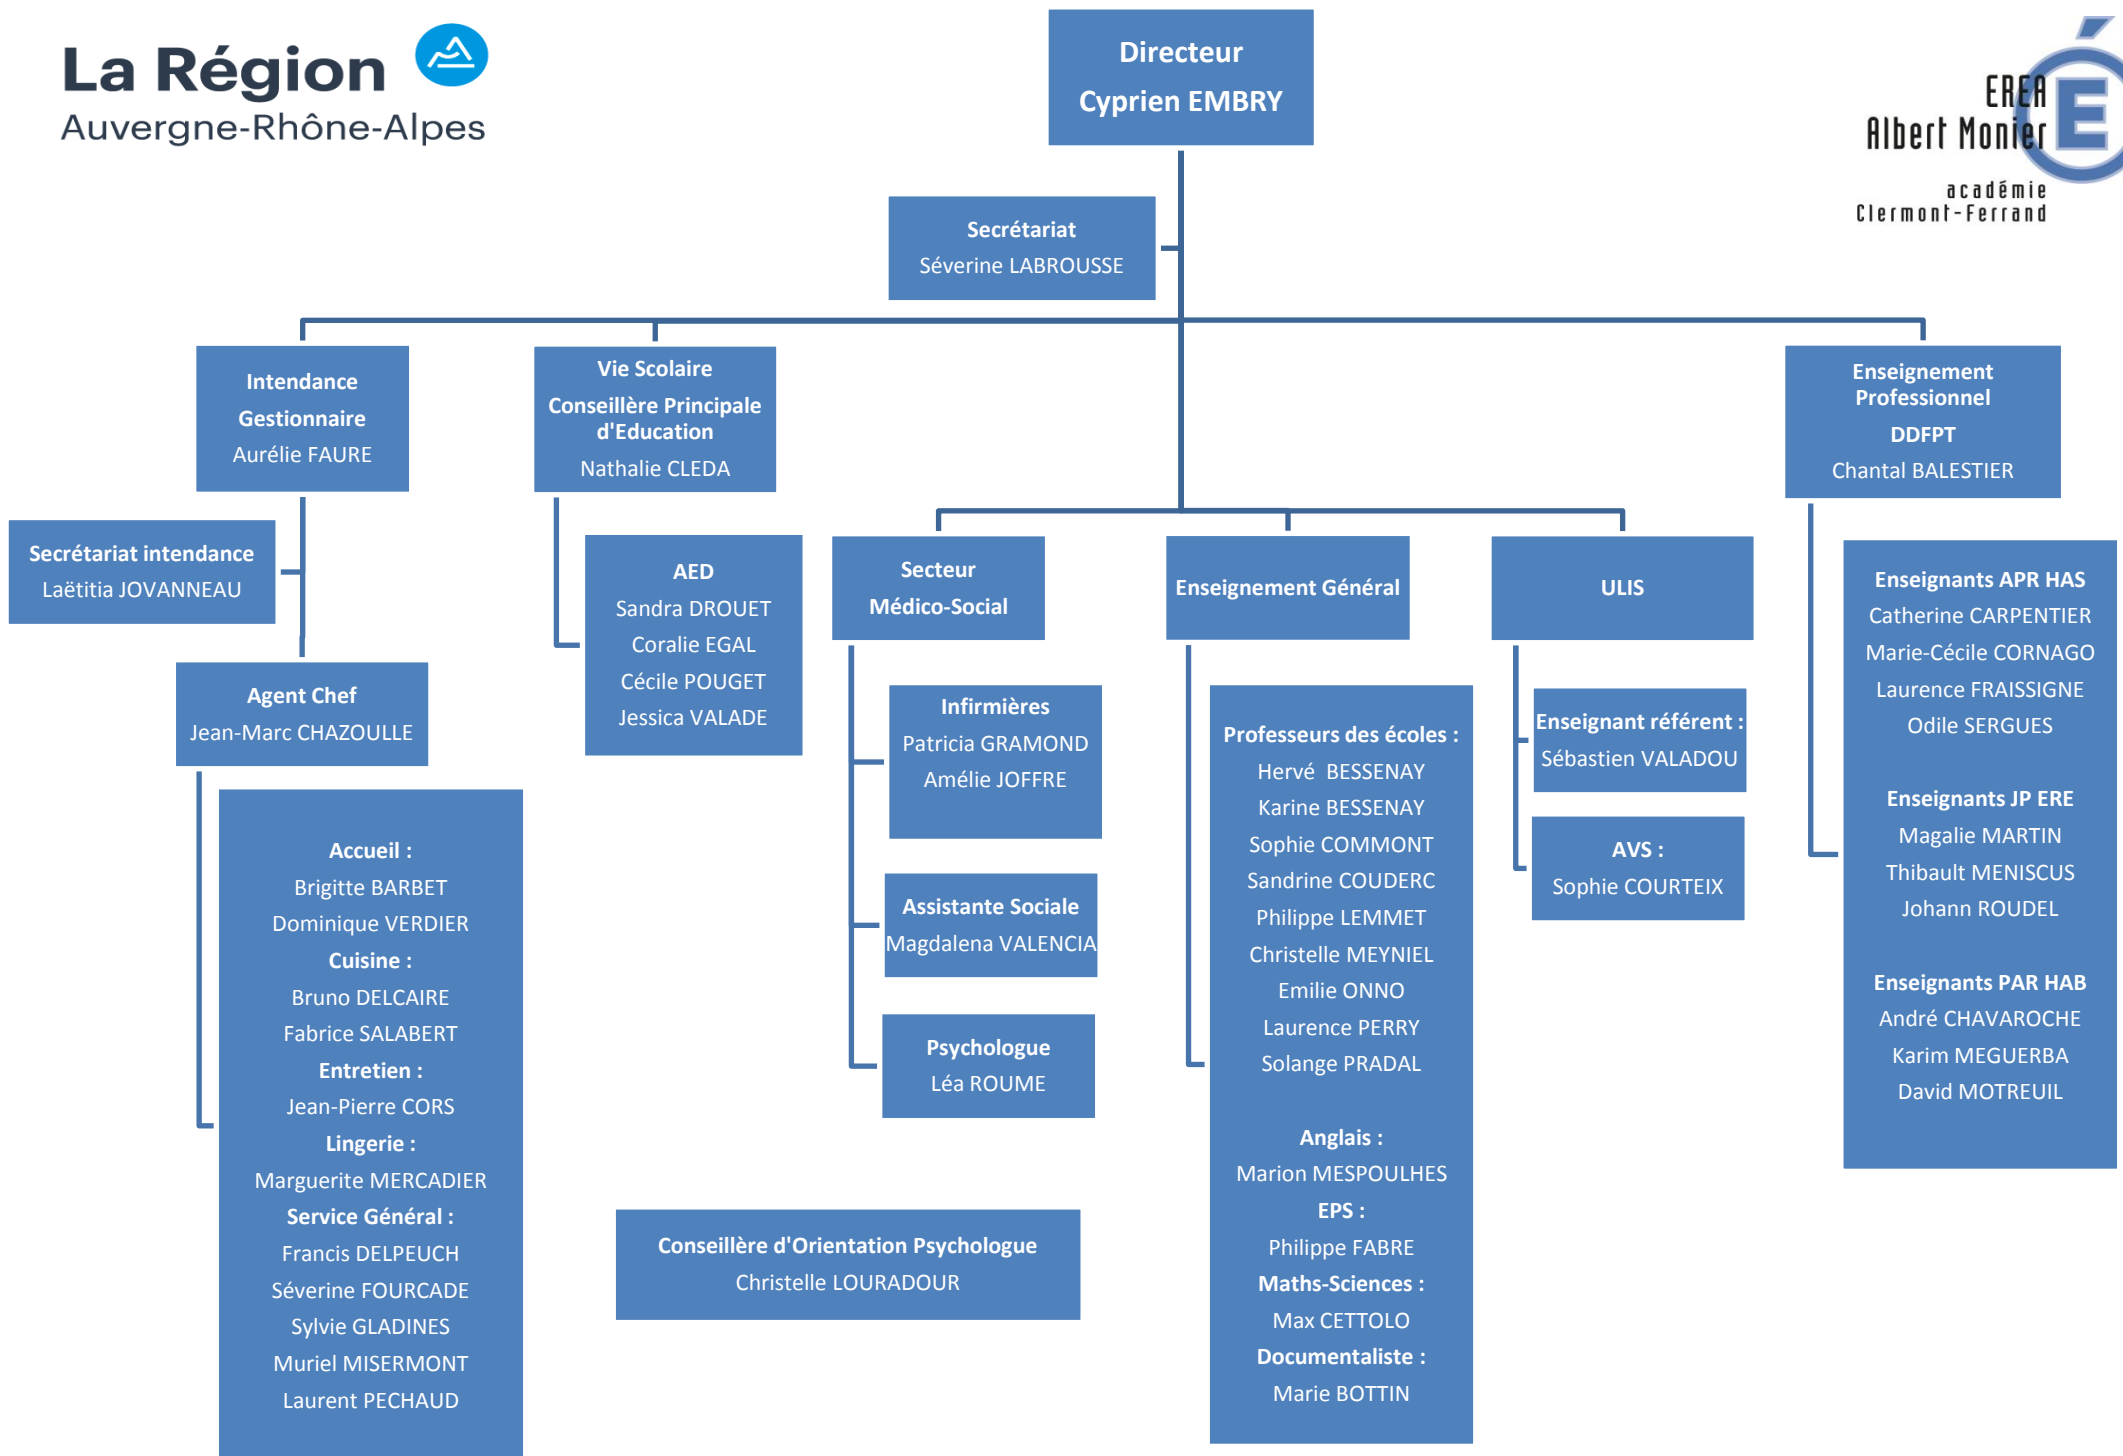 La Région
Auvergne-Rhône-Alpes
Directeur
Cyprien EMBRY
EREA
Albert Monier
É
académie
Clermont-Ferrand
Secrétariat
Séverine LABROUSSE
Intendance
Gestionnaire
Aurélie FAURE
Vie Scolaire
Conseillère Principale
d'Education
Nathalie CLEDA
Enseignement
Professionnel
DDFPT
Chantal BALESTIER
Secrétariat intendance
Laëtitia JOVANNEAU
Agent Chef
Jean-Marc CHAZOULLE
Accueil :
Brigitte BARBET
Dominique VERDIER
Cuisine :
Bruno DELCAIRE
Fabrice SALABERT
Entretien :
Jean-Pierre CORS
Lingerie :
Marguerite MERCADIER
Service Général :
Francis DELPEUCH
Séverine FOURCADE
Sylvie GLADINES
Muriel MISERMONT
Laurent PECHAUD
AED
Sandra DROUET
Coralie EGAL
Cécile POUGET
Jessica VALADE
Secteur
Médico-Social
Infirmières
Patricia GRAMOND
Amélie JOFFRE
Assistante Sociale
Magdalena VALENCIA
Psychologue
Léa ROUME
Conseillère d'Orientation Psychologue
Christelle LOURADOUR
Enseignement Général
Professeurs des écoles :
Hervé  BESSENAY
Karine BESSENAY
Sophie COMMONT
Sandrine COUDERC
Philippe LEMMET
Christelle MEYNIEL
Emilie ONNO
Laurence PERRY
Solange PRADAL
Anglais :
Marion MESPOULHES
EPS :
Philippe FABRE
Maths-Sciences :
Max CETTOLO
Documentaliste :
Marie BOTTIN
ULIS
Enseignant référent :
Sébastien VALADOU
AVS :
Sophie COURTEIX
Enseignants APR HAS
Catherine CARPENTIER
Marie-Cécile CORNAGO
Laurence FRAISSIGNE
Odile SERGUES
Enseignants JP ERE
Magalie MARTIN
Thibault MENISCUS
Johann ROUDEL
Enseignants PAR HAB
André CHAVAROCHE
Karim MEGUERBA
David MOTREUIL